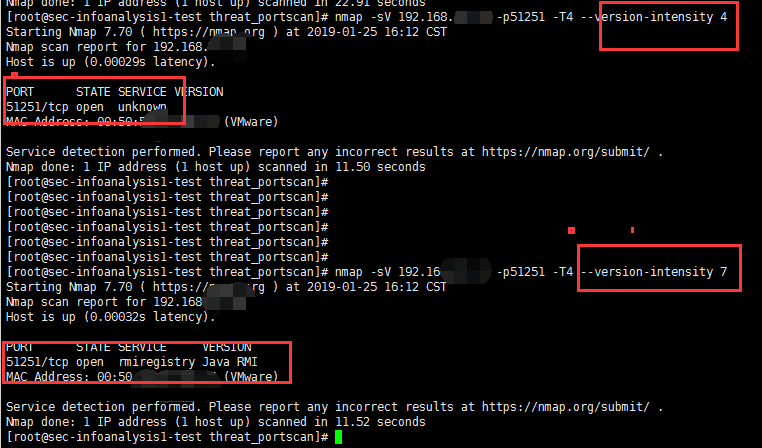 Nmap done: 1 IP address (1 host up) scanned in 22.91 seconds
[root@sec-infoanalysis1-test threat_portscan]# nmap -sV 192.168. -p51251 -T4 --version-intensity 4
Starting Nmap 7.70 ( https://nmap.org ) at 2019-01-25 16:12 CST
Nmap scan report for 192.168.
Host is up (0.00029s latency).
PORT STATE SERVICE VERSION
51251/tcp open unknown
MAC Address: 00:50: (VMware)
Service detection performed. Please report any incorrect results at https://nmap.org/submit/ .
Nmap done: 1 IP address (1 host up) scanned in 11.50 seconds
[root@sec-infoanalysis1-test threat_portscan]#
[root@sec-infoanalysis1-test threat_portscan]#
[root@sec-infoanalysis1-test threat_portscan]#
[root@sec-infoanalysis1-test threat_portscan]#
[root@sec-infoanalysis1-test threat_portscan]#
[root@sec-infoanalysis1-test threat_portscan]#
[root@sec-infoanalysis1-test threat_portscan]# nmap -sV 192.16 -p51251 -T4 --version-intensity 7
Starting Nmap 7.70 ( https://nmap.org ) at 2019-01-25 16:12 CST
Nmap scan report for 192.168
Host is up (0.00032s latency).
PORT STATE SERVICE VERSION
51251/tcp open rmiregistry Java RMI
MAC Address: 00:50 (VMware)
Service detection performed. Please report any incorrect results at https://nmap.org/submit/ .
Nmap done: 1 IP address (1 host up) scanned in 11.52 seconds
[root@sec-infoanalysis1-test threat_portscan]#